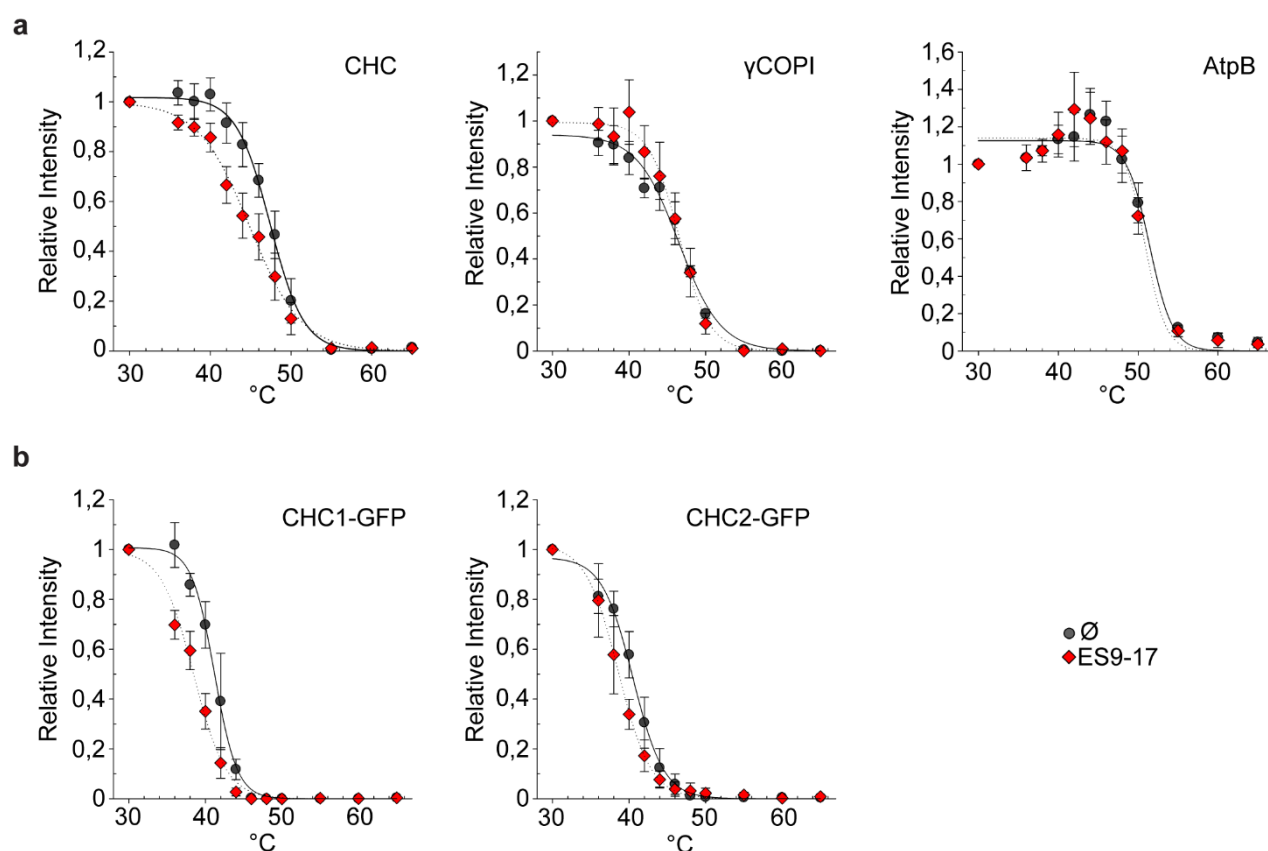 a
CHC
Relative Intensity
1,2
1
0,8
0,6
0,4
0,2
0
30 40 50 60
°C
γCOPI
Relative Intensity
1,2
1
0,8
0,6
0,4
0,2
0
30 40 50 60
°C
AtpB
Relative Intensity
1,6
1,4
1,2
1,0
0,8
0,6
0,4
0,2
0
30 40 50 60
°C
b
CHC1-GFP
Relative Intensity
1,2
1
0,8
0,6
0,4
0,2
0
30 40 50 60
°C
CHC2-GFP
Relative Intensity
1,2
1
0,8
0,6
0,4
0,2
0
30 40 50 60
°C
Ø
ES9-17